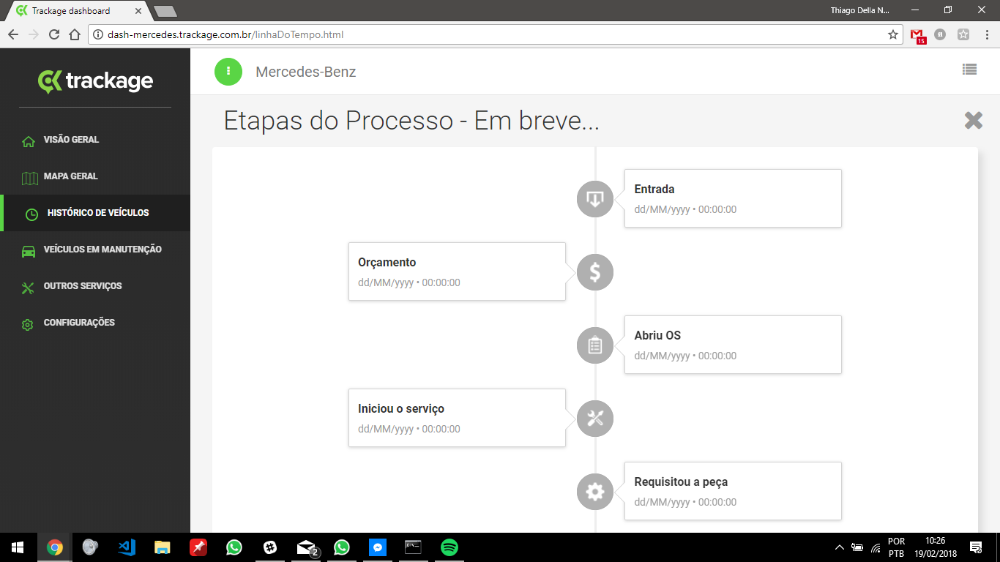 Trackage dashboard
Thiago Della N...
dash-mercedes.trackage.com.br/linhaDoTempo.html
15
trackage
Mercedes-Benz
VISÃO GERAL
MAPA GERAL
HISTÓRICO DE VEÍCULOS
VEÍCULOS EM MANUTENÇÃO
OUTROS SERVIÇOS
CONFIGURAÇÕES
Etapas do Processo - Em breve...
Entrada
dd/MM/yyyy • 00:00:00
Orçamento
dd/MM/yyyy • 00:00:00
Abriu OS
dd/MM/yyyy • 00:00:00
Iniciou o serviço
dd/MM/yyyy • 00:00:00
Requisitou a peça
dd/MM/yyyy • 00:00:00
2
POR
PTB
10:26
19/02/2018